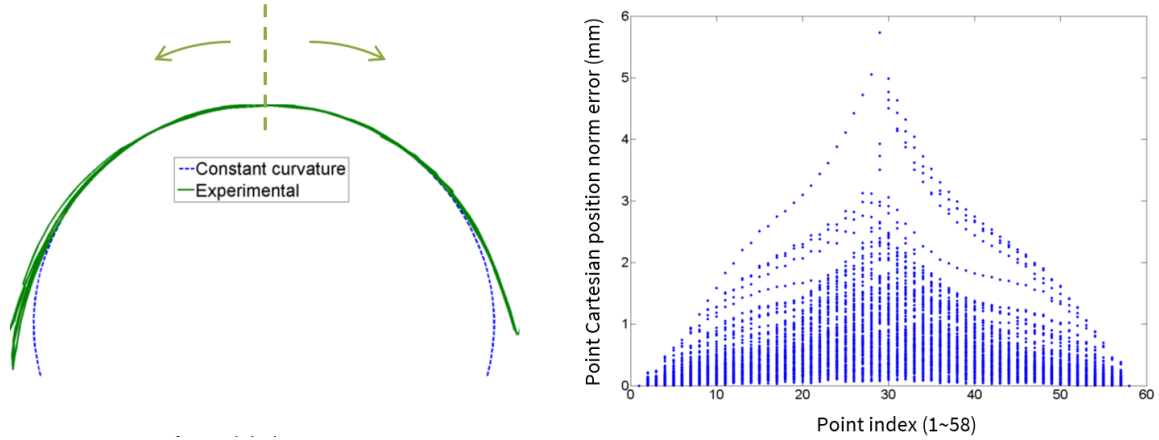 Constant curvature
Experimental
Point Cartesian position norm error (mm)
6
5
4
3
2
1
0
0 10 20 30 40 50 60
Point index (1~58)